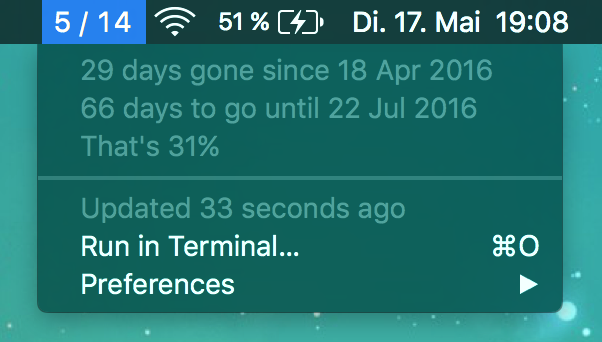 5 / 14 51 % Di. 17. Mai 19:08
29 days gone since 18 Apr 2016
66 days to go until 22 Jul 2016
That's 31%
Updated 33 seconds ago
Run in Terminal... ⌘O
Preferences ▶